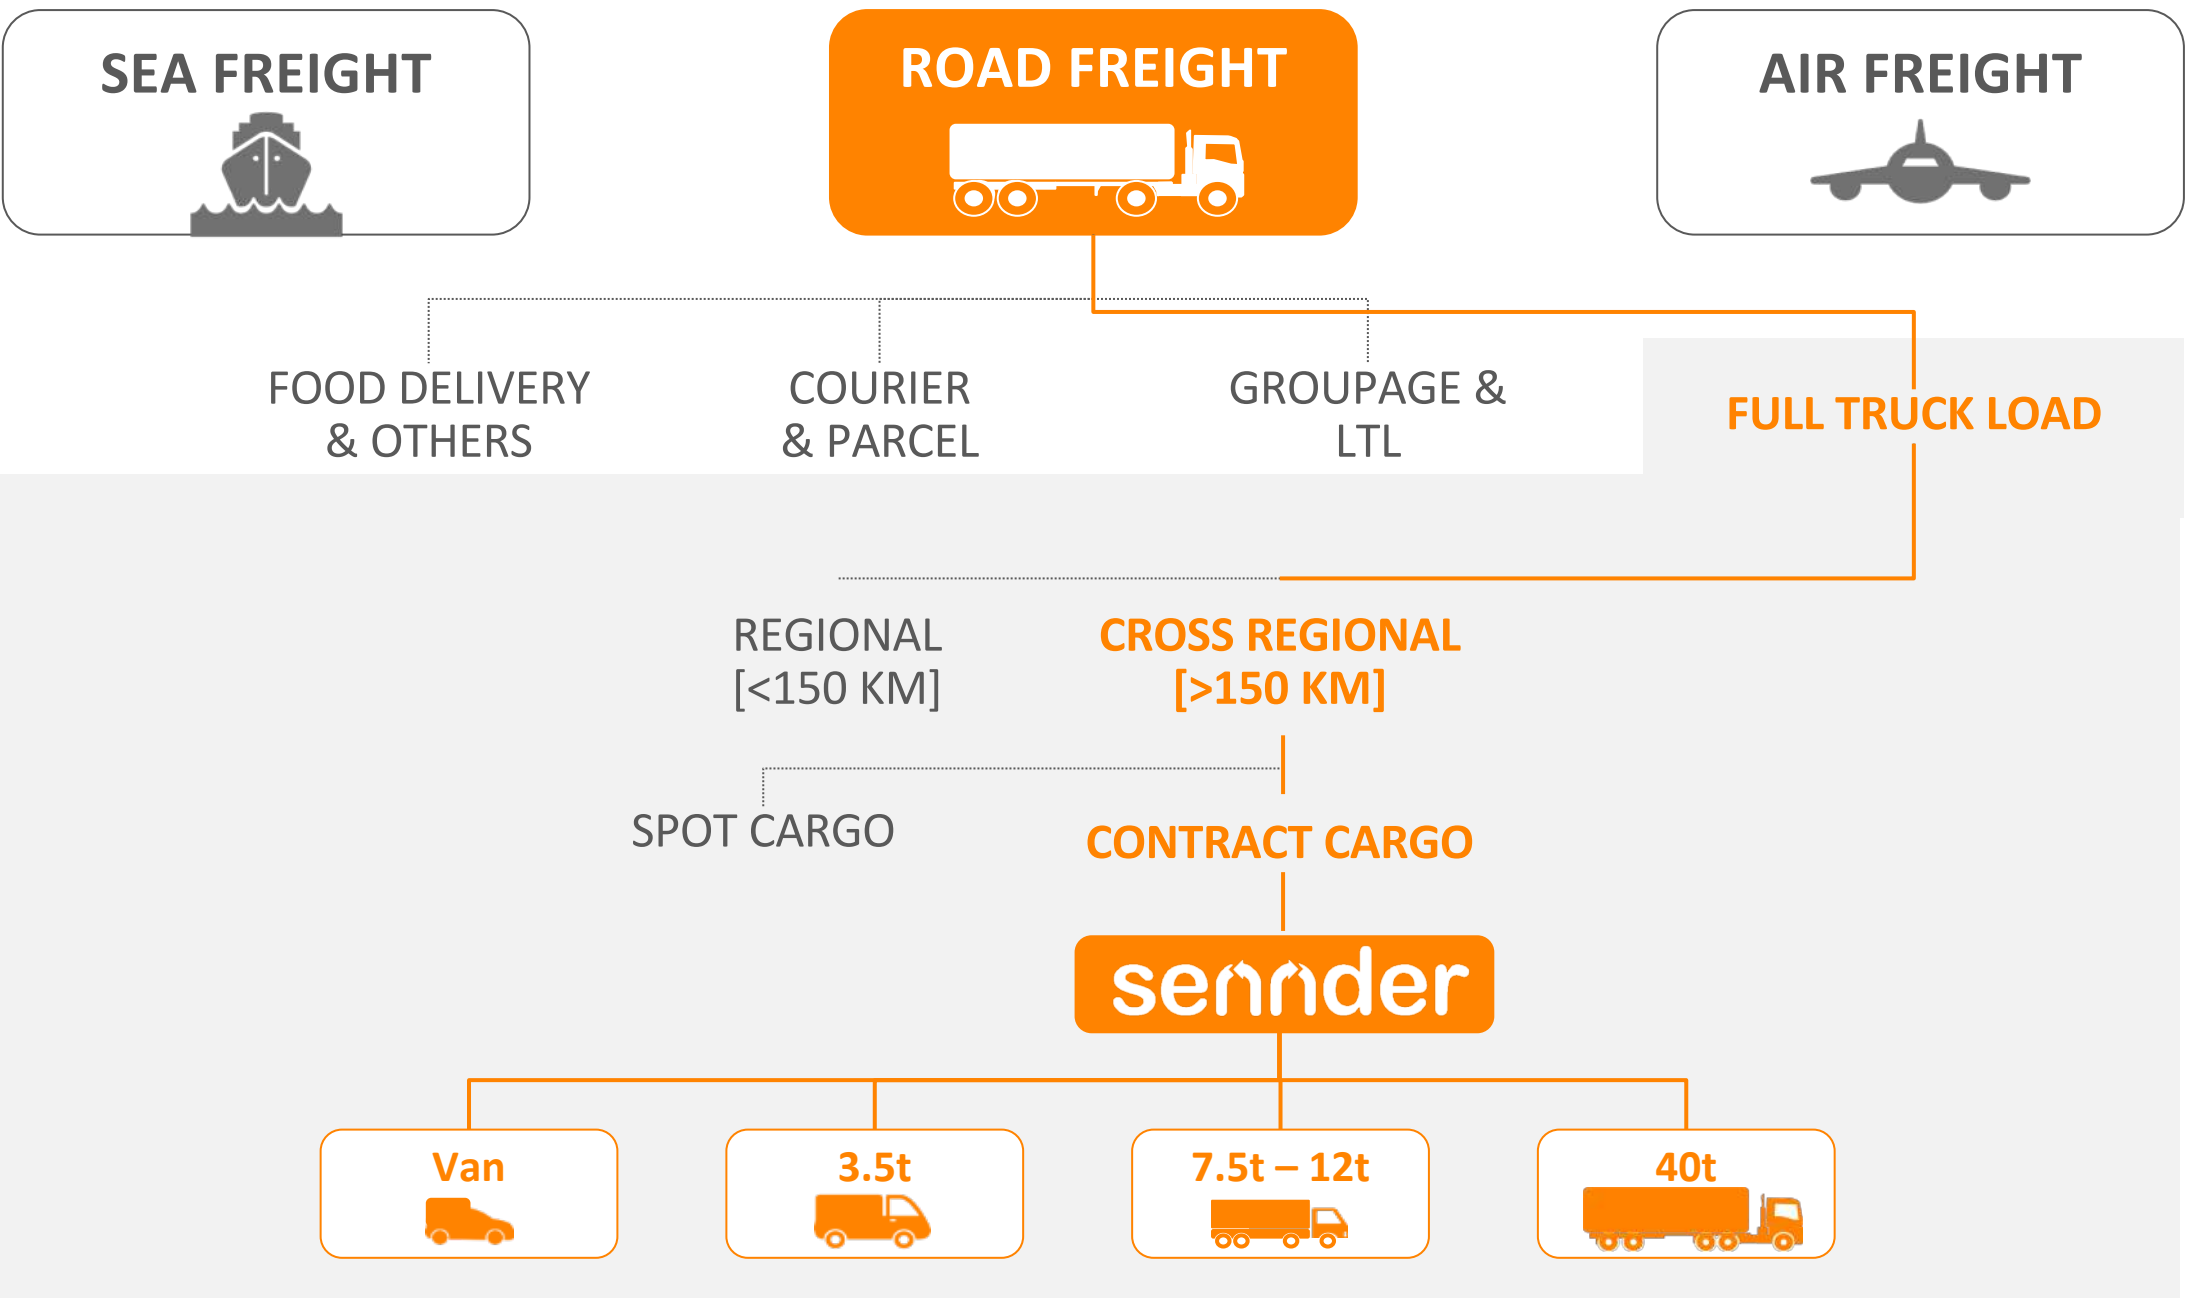 SEA FREIGHT
ROAD FREIGHT
AIR FREIGHT
FOOD DELIVERY
& OTHERS
COURIER
& PARCEL
GROUPAGE &
LTL
FULL TRUCK LOAD
REGIONAL
[<150 KM]
CROSS REGIONAL
[>150 KM]
SPOT CARGO
CONTRACT CARGO
sennder
Van
3.5t
7.5t – 12t
40t